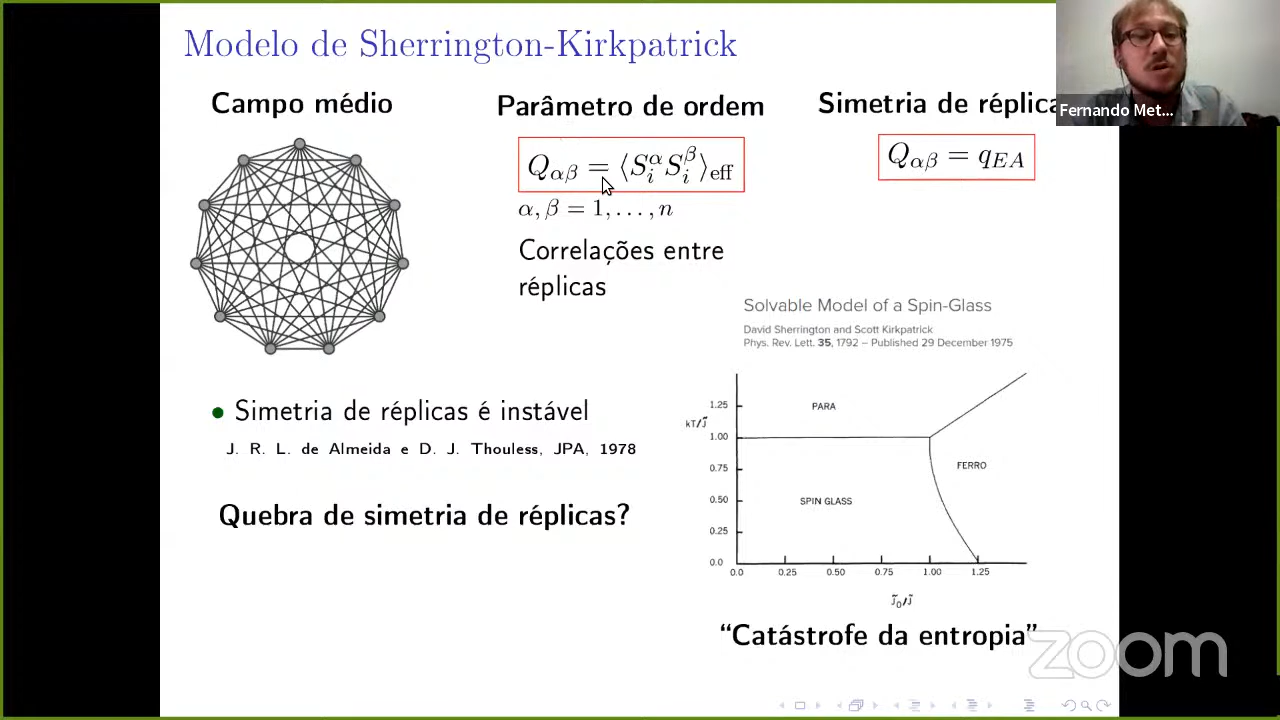 Modelo de Sherrington-Kirkpatrick
Campo médio
Parâmetro de ordem
Q_{αβ} = ⟨S_i^α S_i^β⟩_{eff}
α, β = 1, . . . , n
Correlações entre
réplicas
Simetria de réplica
Q_{αβ} = q_{EA}
Fernando Met...
Solvable Model of a Spin-Glass
David Sherrington and Scott Kirkpatrick
Phys. Rev. Lett. 35, 1792 – Published 29 December 1975
• Simetria de réplicas é instável
J. R. L. de Almeida e D. J. Thouless, JPA, 1978
Quebra de simetria de réplicas?
kT/J̃
1.25
1.00
0.75
0.50
0.25
0.0
PARA
FERRO
SPIN GLASS
0.0 0.25 0.50 0.75 1.00 1.25
J̃_0/J̃
“Catástrofe da entropia”
zoom